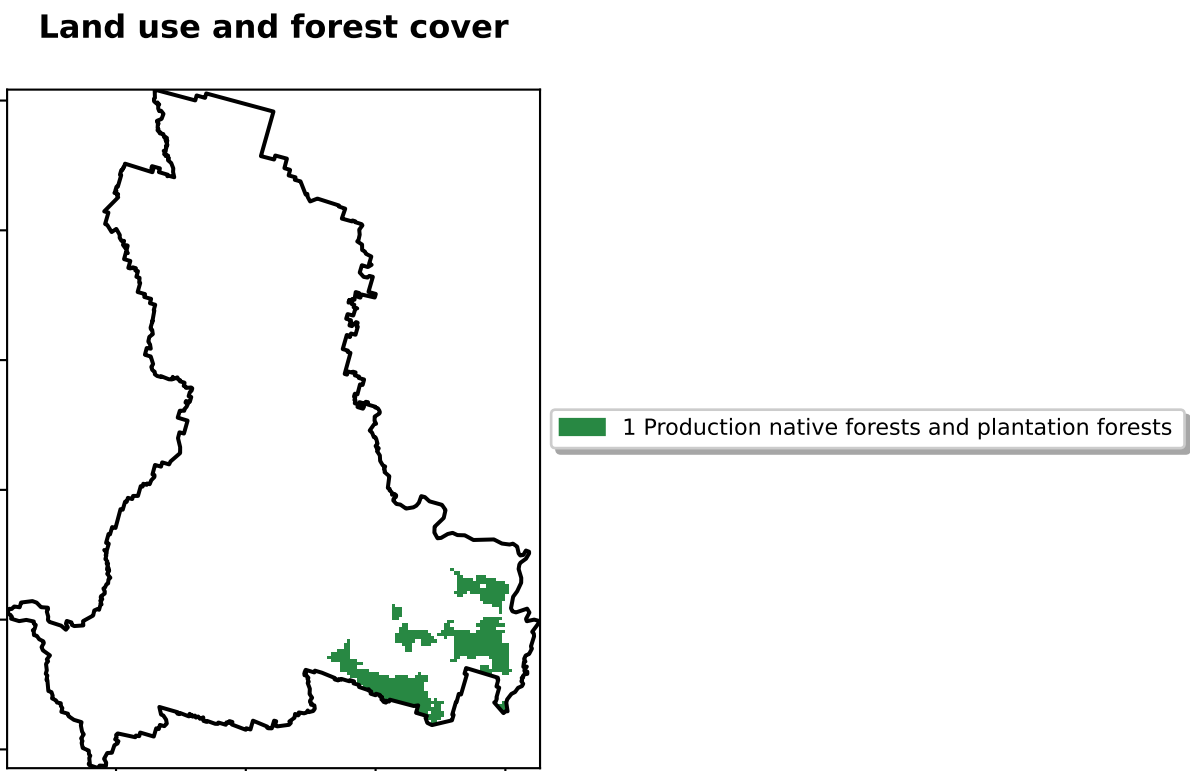 Land use and forest cover
1 Production native forests and plantation forests